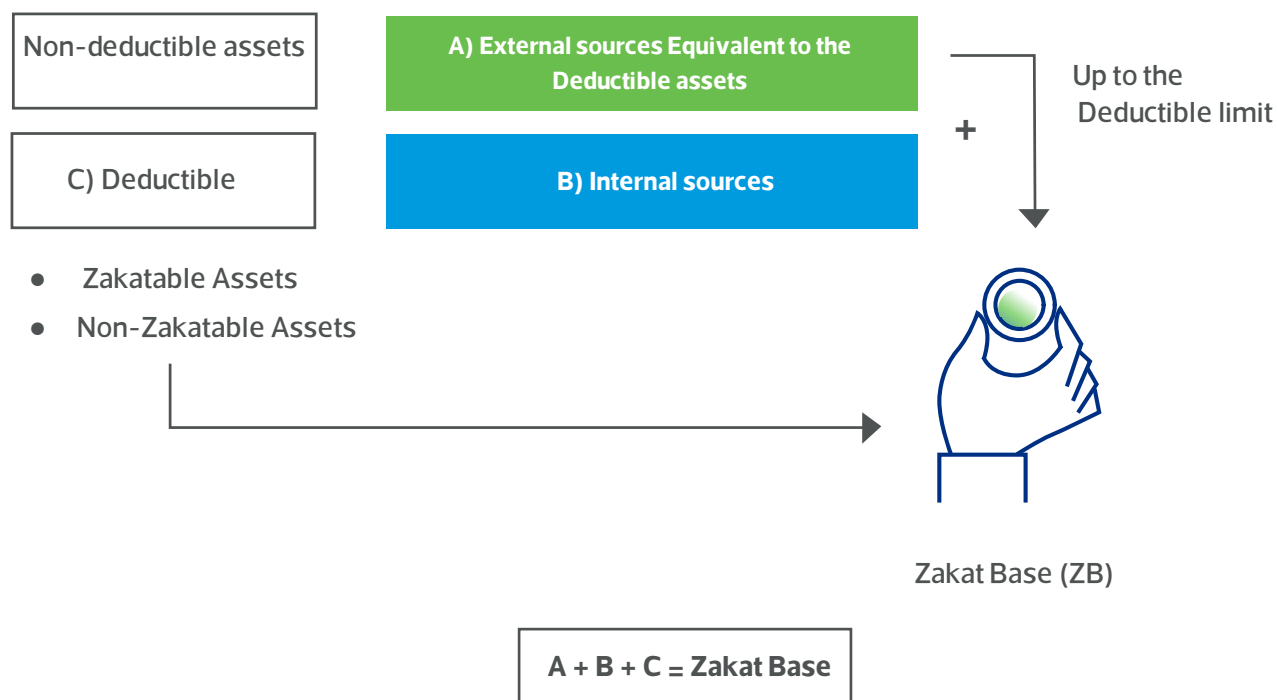 Non-deductible assets
A) External sources Equivalent to the
Deductible assets
Up to the
Deductible limit
+
C) Deductible
B) Internal sources
● Zakatable Assets
● Non-Zakatable Assets
Zakat Base (ZB)
A + B + C = Zakat Base